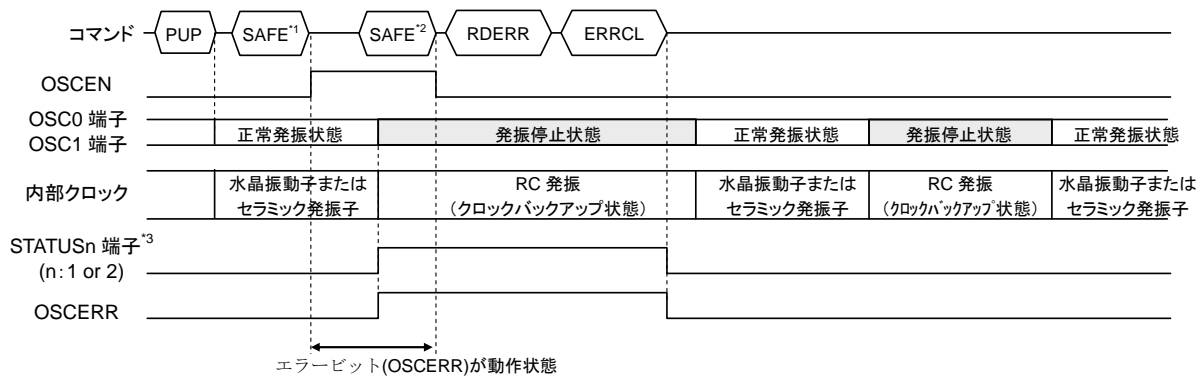 コマンド PUP SAFE*1 SAFE*2 RDERR ERRCL
OSCEN
OSC0 端子
OSC1 端子
正常発振状態 発振停止状態 正常発振状態 発振停止状態 正常発振状態
内部クロック
水晶振動子または
セラミック発振子
RC 発振
(クロックバックアップ状態)
水晶振動子または
セラミック発振子
RC 発振
(クロックバックアップ状態)
水晶振動子または
セラミック発振子
STATUSn 端子*3
(n:1 or 2)
OSCERR
エラービット(OSCERR)が動作状態